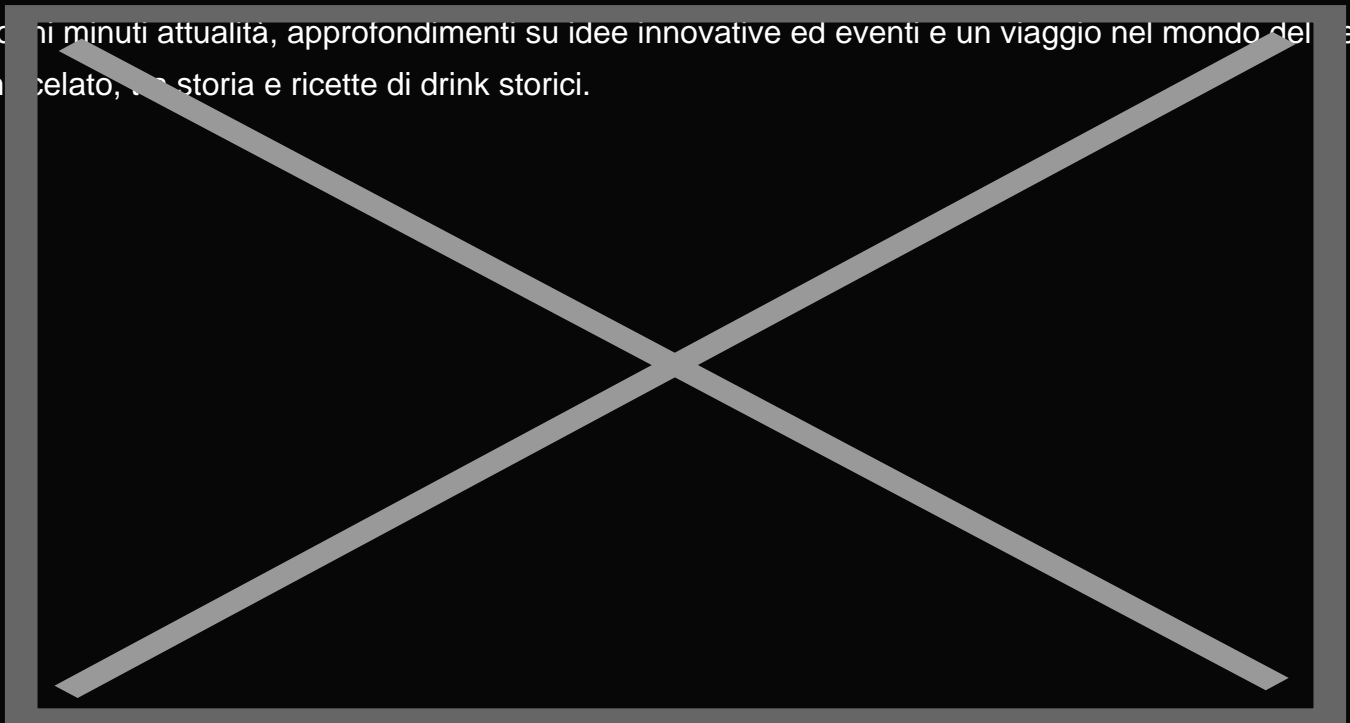 minuti attualità, approfondimenti su idee innovative ed eventi e un viaggio nel mondo del
storia e ricette di drink storici.